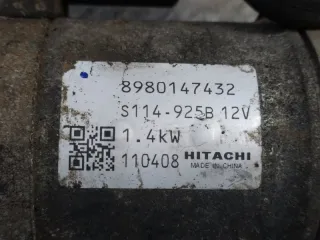 8980147432
S114-925B 12V
1.4kW
110408 HITACHI
MADE IN CHINA